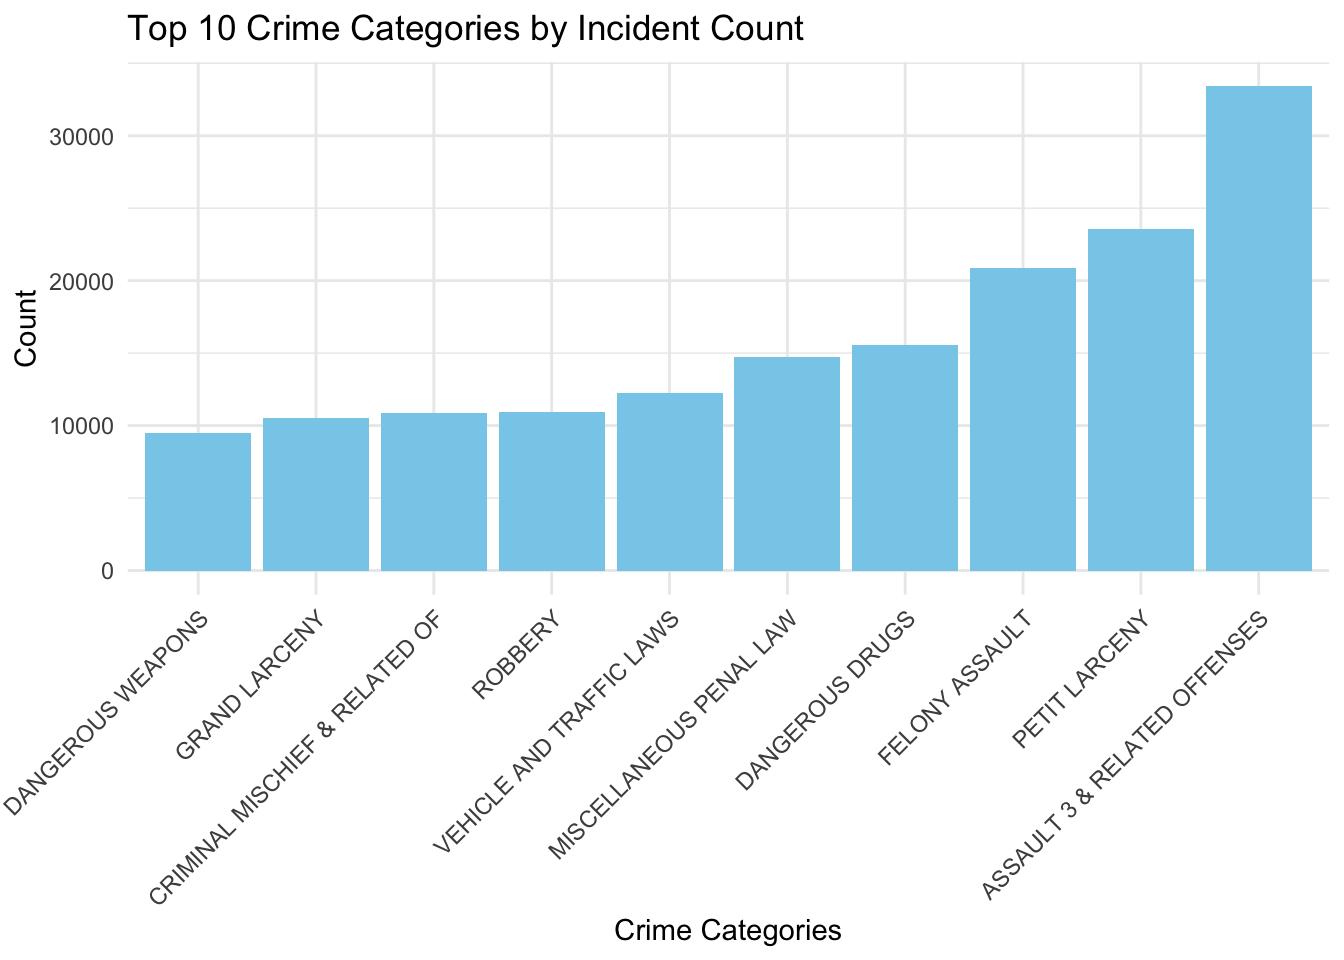 Top 10 Crime Categories by Incident Count
Count
30000
20000
10000
0
DANGEROUS WEAPONS
GRAND LARCENY
CRIMINAL MISCHIEF & RELATED OF
ROBBERY
VEHICLE AND TRAFFIC LAWS
MISCELLANEOUS PENAL LAW
DANGEROUS DRUGS
FELONY ASSAULT
PETIT LARCENY
ASSAULT 3 & RELATED OFFENSES
Crime Categories